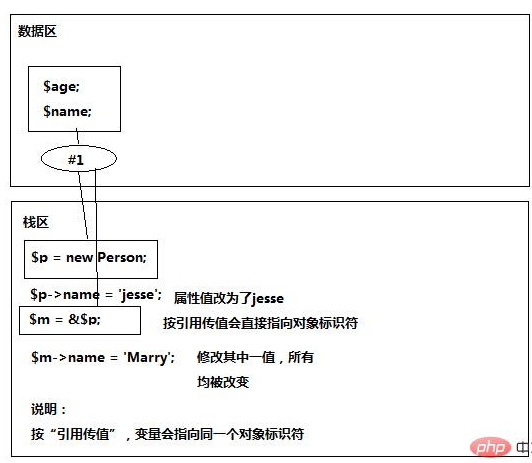 数据区
$age;
$name;
#1
栈区
$p = new Person;
$p->name = 'jesse'; 属性值改为了jesse
$m = &$p; 按引用传值会直接指向对象标识符
$m->name = 'Marry'; 修改其中一值，所有
均被改变
说明：
按“引用传值”，变量会指向同一个对象标识符
php 中